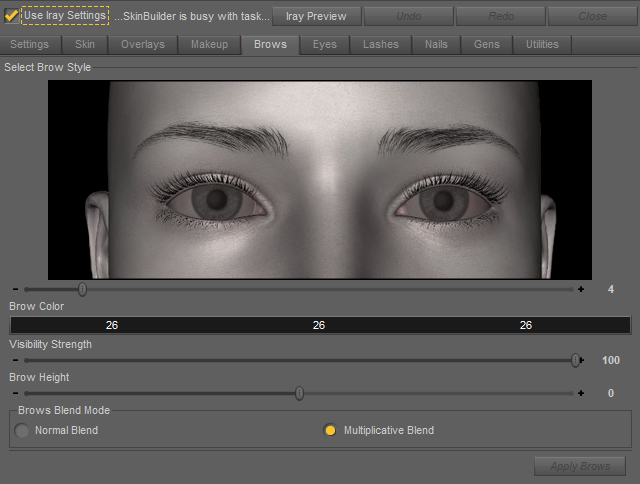 Use Iray Settings ...SkinBuilder is busy with task... Iray Preview Undo Redo Close
Settings Skin Overlays Makeup Brows Eyes Lashes Nails Gens Utilities
Select Brow Style
- + 4
Brow Color
26 26 26
Visibility Strength
- + 100
Brow Height
- + 0
Brows Blend Mode
Normal Blend Multiplicative Blend
Apply Brows